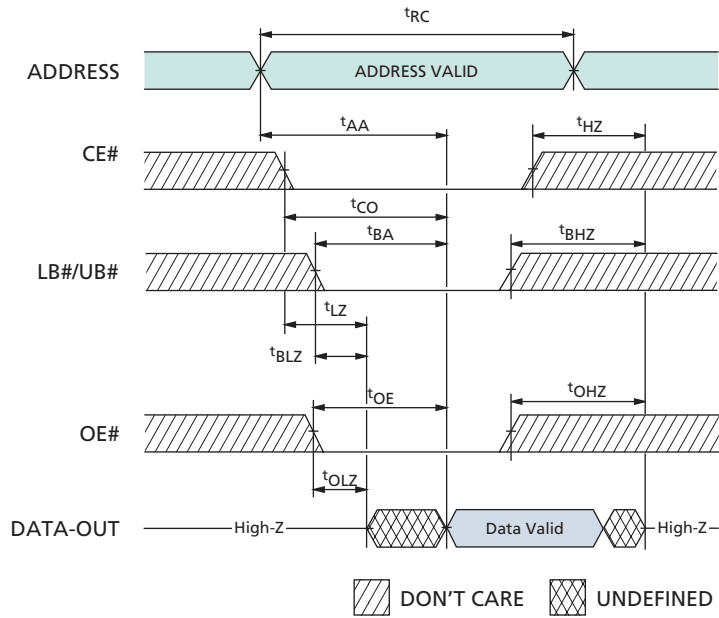 tRC
ADDRESS
ADDRESS VALID
tAA
tHZ
CE#
tCO
tBA
tBHZ
LB#/UB#
tLZ
tBLZ
tOE
tOHZ
OE#
tOLZ
DATA-OUT
High-Z
Data Valid
High-Z
DON'T CARE
UNDEFINED